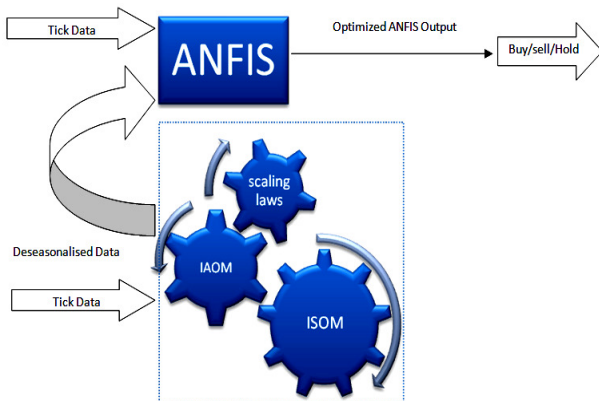 Tick Data
ANFIS
Optimized ANFIS Output
Buy/sell/Hold
scaling
laws
IAOM
Deseasonalised Data
Tick Data
ISOM